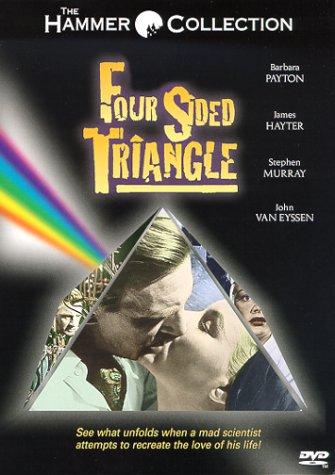 THE
HAMMER COLLECTION
Barbara
PAYTON
James
HAYTER
Stephen
MURRAY
John
VAN EYSSEN
FOUR SIDED
TRIANGLE
See what unfolds when a mad scientist
attempts to recreate the love of his life!
DVD